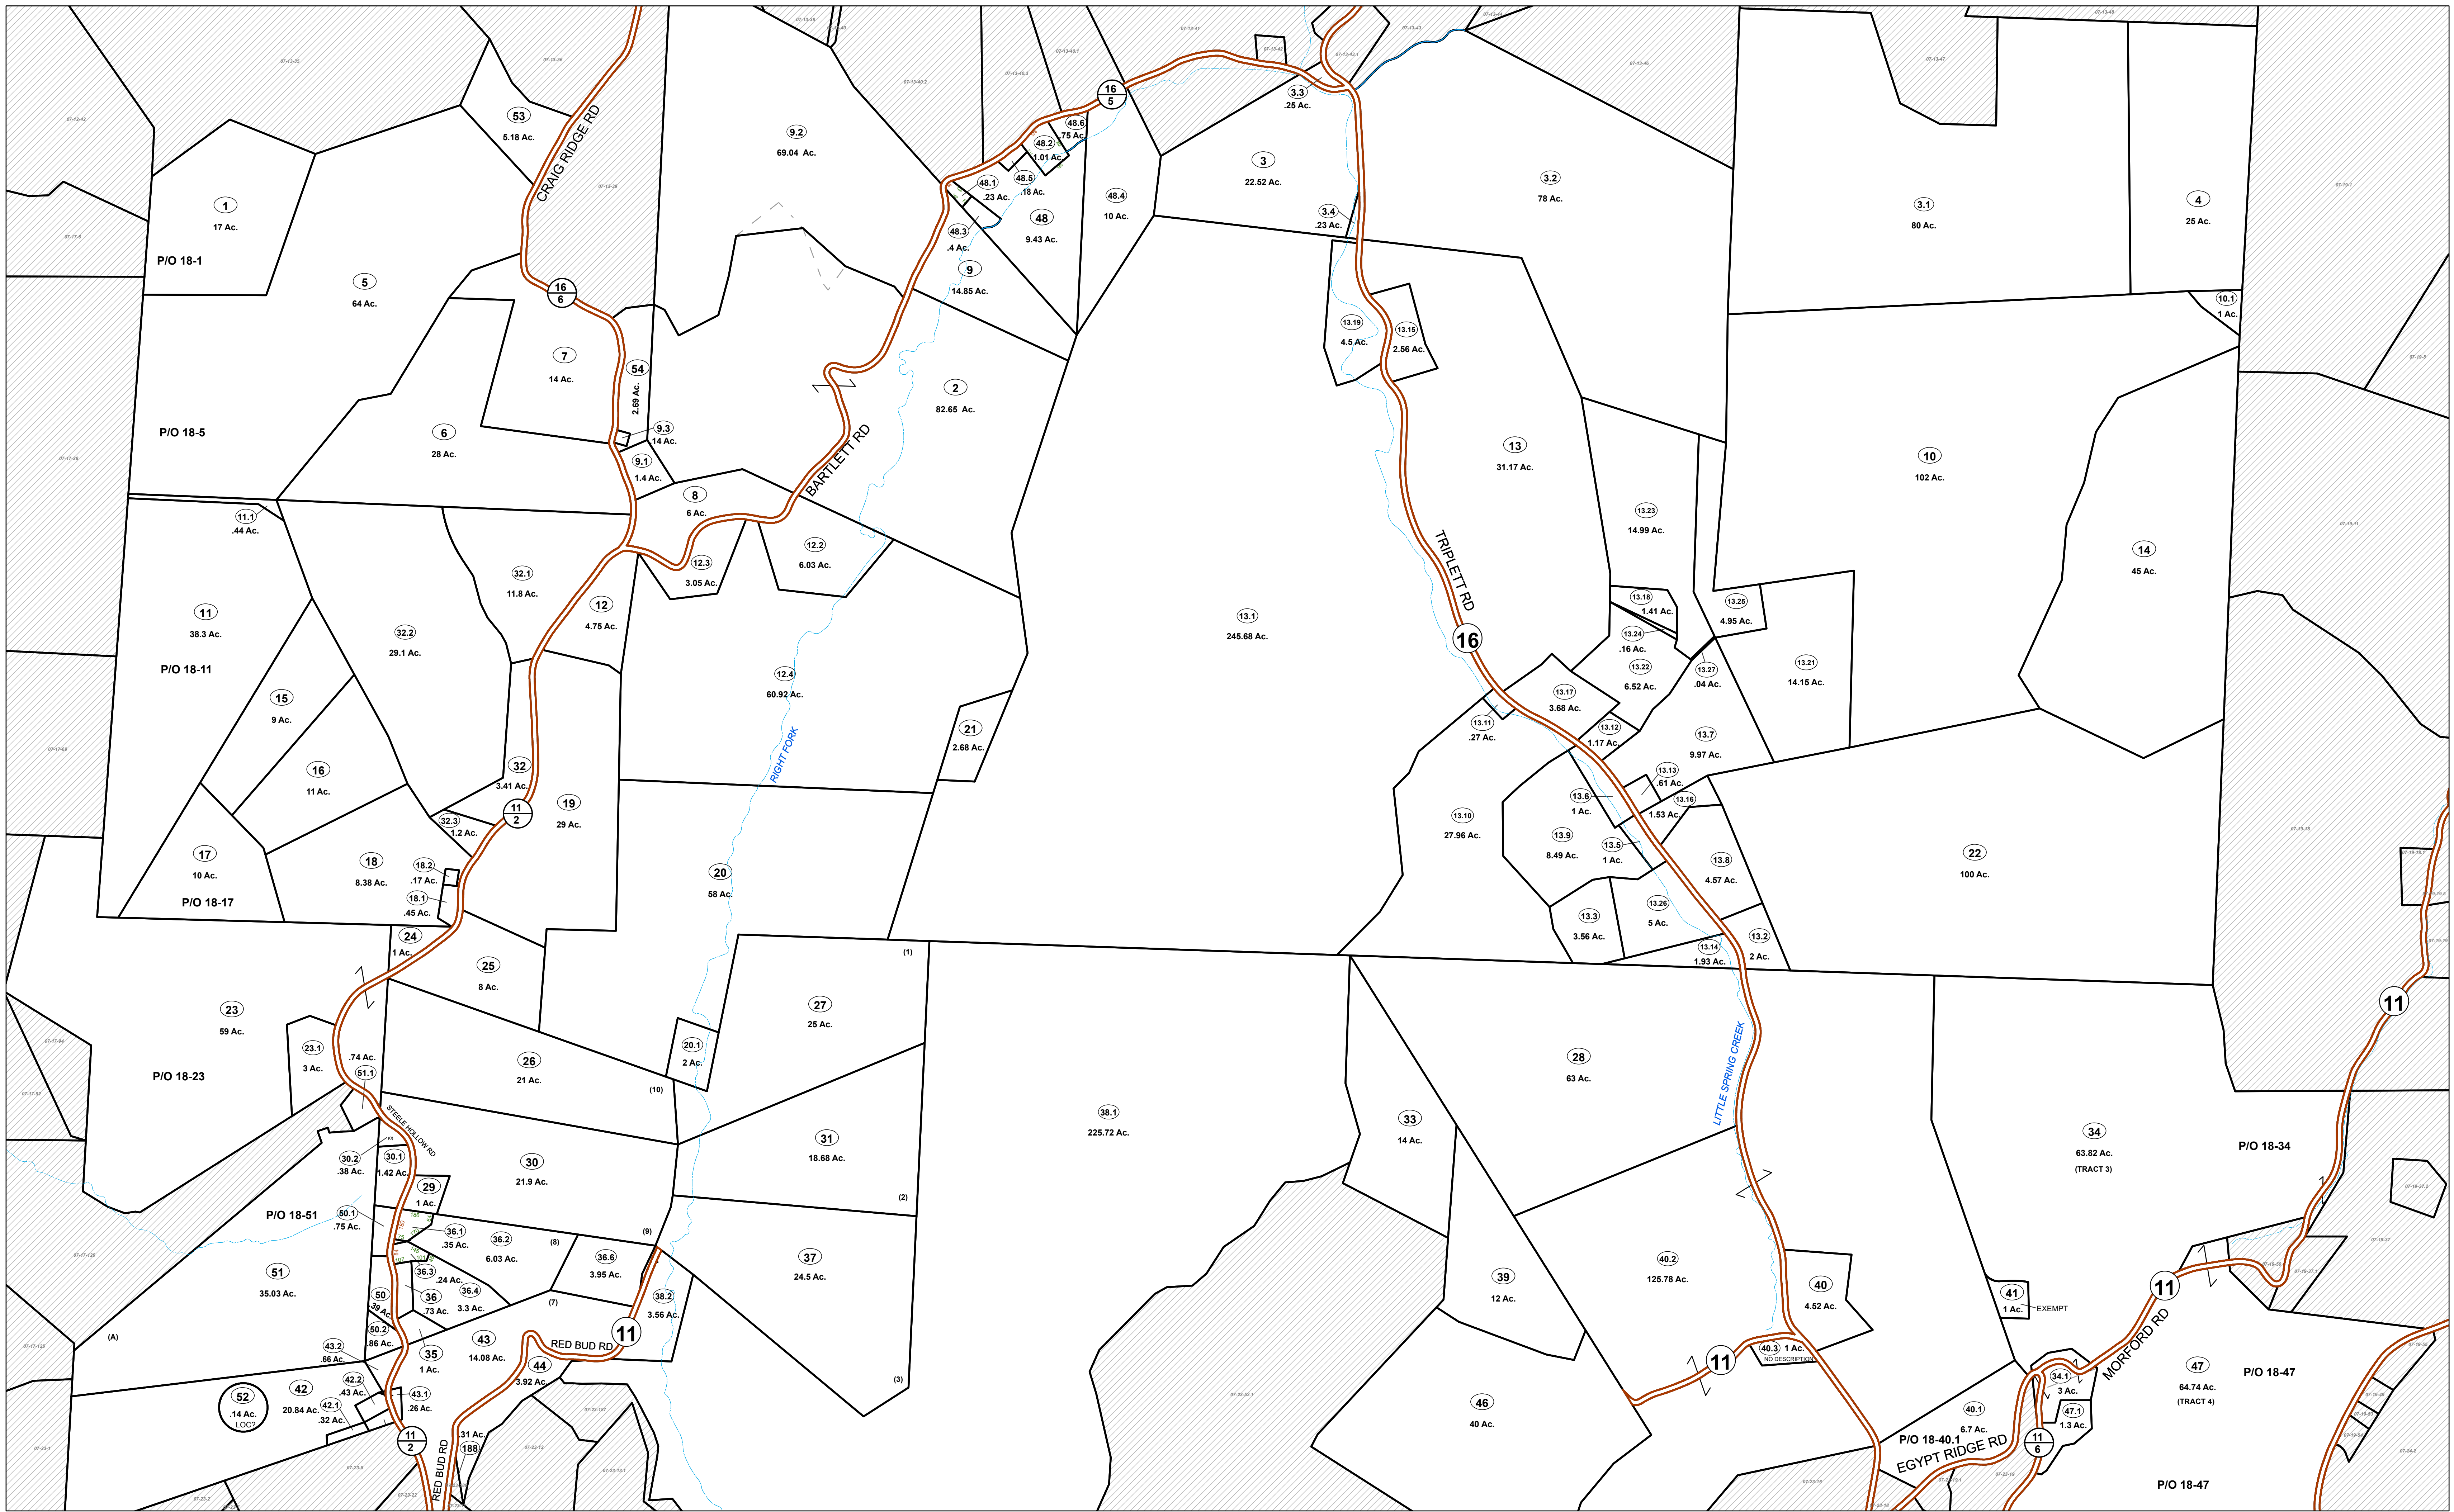 CRAIG RIDGE RD
53
5.18 Ac.
9.2
69.04 Ac.
16
5
48.6
.75 Ac.
48.2
1.01 Ac.
48.5
.18 Ac.
48.1
.23 Ac.
48.3
.4 Ac.
48
9.43 Ac.
48.4
10 Ac.
3.3
.25 Ac.
3
22.52 Ac.
3.4
.23 Ac.
3.2
78 Ac.
3.1
80 Ac.
4
25 Ac.
10.1
1 Ac.
1
17 Ac.
P/O 18-1
5
64 Ac.
P/O 18-5
16
6
7
14 Ac.
54
2.69 Ac.
6
28 Ac.
9.3
.14 Ac.
9.1
1.4 Ac.
9
14.85 Ac.
2
82.65 Ac.
BARTLETT RD
8
6 Ac.
13.19
4.5 Ac.
13.15
2.56 Ac.
13
31.17 Ac.
13.23
14.99 Ac.
10
102 Ac.
14
45 Ac.
11.1
.44 Ac.
11
38.3 Ac.
P/O 18-11
32.1
11.8 Ac.
32.2
29.1 Ac.
12
4.75 Ac.
12.3
3.05 Ac.
12.2
6.03 Ac.
12.4
60.92 Ac.
RIGHT FORK
13.1
245.68 Ac.
TRIPLETT RD
16
13.18
1.41 Ac.
13.24
.16 Ac.
13.25
4.95 Ac.
13.22
6.52 Ac.
13.27
.04 Ac.
13.21
14.15 Ac.
13.17
3.68 Ac.
13.11
.27 Ac.
13.12
1.17 Ac.
13.7
9.97 Ac.
13.13
.61 Ac.
13.6
1 Ac.
13.16
1.53 Ac.
13.10
27.96 Ac.
13.9
8.49 Ac.
13.5
1 Ac.
13.8
4.57 Ac.
22
100 Ac.
13.3
3.56 Ac.
13.26
5 Ac.
13.14
1.93 Ac.
13.2
2 Ac.
15
9 Ac.
16
11 Ac.
32
3.41 Ac.
11
2
32.3
1.2 Ac.
19
29 Ac.
21
2.68 Ac.
17
10 Ac.
P/O 18-17
18
8.38 Ac.
18.2
.17 Ac.
18.1
.45 Ac.
20
58 Ac.
24
1 Ac.
25
8 Ac.
23
59 Ac.
P/O 18-23
23.1
3 Ac.
.74 Ac.
51.1
26
21 Ac.
(10)
20.1
2 Ac.
27
25 Ac.
(1)
STEELE HOLLOW RD
30.2
.38 Ac.
30.1
1.42 Ac.
30
21.9 Ac.
31
18.68 Ac.
(2)
38.1
225.72 Ac.
28
63 Ac.
LITTLE SPRING CREEK
33
14 Ac.
34
63.82 Ac.
(TRACT 3)
P/O 18-34
11
P/O 18-51
50.1
.75 Ac.
29
1 Ac.
36.1
.35 Ac.
36.2
6.03 Ac.
(8)
(9)
36.6
3.95 Ac.
(7)
36.3
.24 Ac.
36.4
3.3 Ac.
36
.73 Ac.
50
.39 Ac.
50.2
.86 Ac.
51
35.03 Ac.
(A)
37
24.5 Ac.
(3)
38.2
3.56 Ac.
11
RED BUD RD
43
14.08 Ac.
44
3.92 Ac.
35
1 Ac.
43.2
.66 Ac.
42
20.84 Ac.
42.2
.43 Ac.
42.1
.32 Ac.
43.1
.26 Ac.
52
.14 Ac.
LOC?
11
2
RED BUD RD
.31 Ac.
188
39
12 Ac.
46
40 Ac.
40.2
125.78 Ac.
40
4.52 Ac.
11
40.3
1 Ac.
NO DESCRIPTION
41
1 Ac.
EXEMPT
11
MORFORD RD
34.1
3 Ac.
47.1
1.3 Ac.
47
64.74 Ac.
(TRACT 4)
P/O 18-47
40.1
6.7 Ac.
P/O 18-40.1
EGYPT RIDGE RD
11
6
P/O 18-47